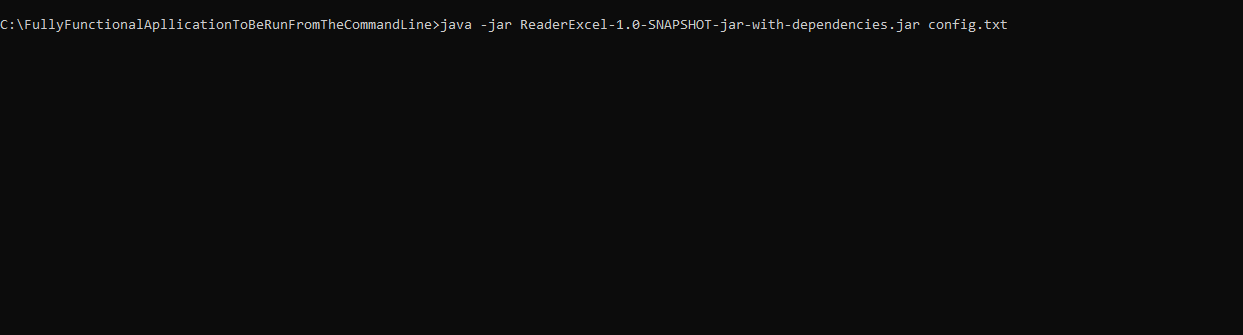 C:\FullyFunctionalApllicationToBeRunFromTheCommandLine>java -jar ReaderExcel-1.0-SNAPSHOT-jar-with-dependencies.jar config.txt